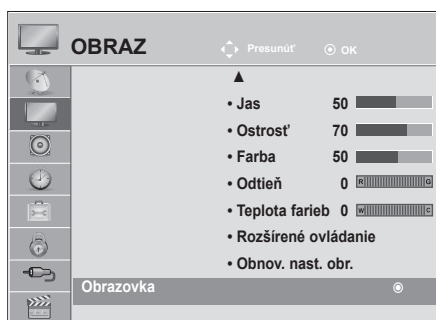 OBRAZ Presunúť OK
▲
• Jas 50
• Ostrosť 70
• Farba 50
• Odtieň 0 R G
• Teplota farieb 0 W C
• Rozšírené ovládanie
• Obnov. nast. obr.
Obrazovka